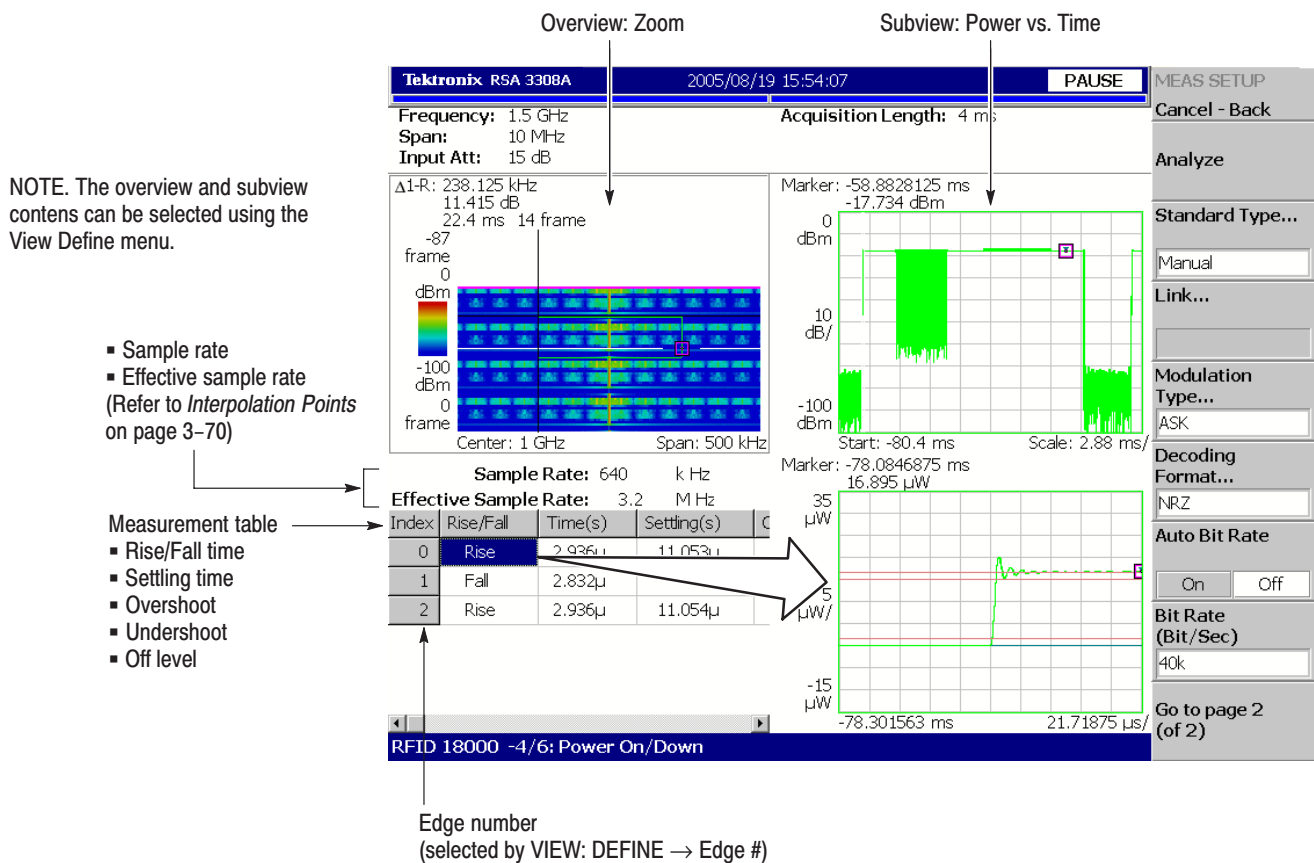 Overview: Zoom
Subview: Power vs. Time
Tektronix RSA 3308A
2005/08/19 15:54:07
PAUSE
Frequency: 1.5 GHz
Span: 10 MHz
Input Att: 15 dB
Acquisition Length: 4 ms
NOTE. The overview and subview
contens can be selected using the
View Define menu.
Δ1-R: 238.125 kHz
11.415 dB
22.4 ms 14 frame
-87
frame
0
dBm
-100
dBm
0
frame
Center: 1 GHz
Span: 500 kHz
Marker: -58.8828125 ms
-17.734 dBm
0
dBm
10
dB/
-100
dBm
Start: -80.4 ms
Scale: 2.88 ms/
▪ Sample rate
▪ Effective sample rate
(Refer to Interpolation Points
on page 3–70)
Sample Rate: 640 k Hz
Effective Sample Rate: 3.2 M Hz
Measurement table
▪ Rise/Fall time
▪ Settling time
▪ Overshoot
▪ Undershoot
▪ Off level
Index Rise/Fall Time(s) Settling(s)
0 Rise 2.936µ 11.053µ
1 Fall 2.832µ
2 Rise 2.936µ 11.054µ
Marker: -78.0846875 ms
16.895 µW
35
µW
5
µW/
-15
µW
-78.301563 ms
21.71875 µs/
RFID 18000 -4/6: Power On/Down
MEAS SETUP
Cancel - Back
Analyze
Standard Type...
Manual
Link...
Modulation
Type...
ASK
Decoding
Format...
NRZ
Auto Bit Rate
On Off
Bit Rate
(Bit/Sec)
40k
Go to page 2
(of 2)
Edge number
(selected by VIEW: DEFINE → Edge #)